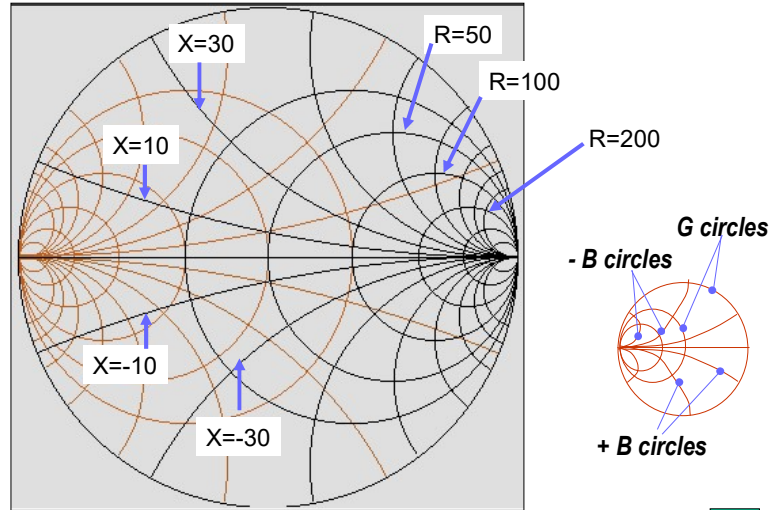 X=30
R=50
R=100
X=10
R=200
G circles
- B circles
X=-10
X=-30
+ B circles